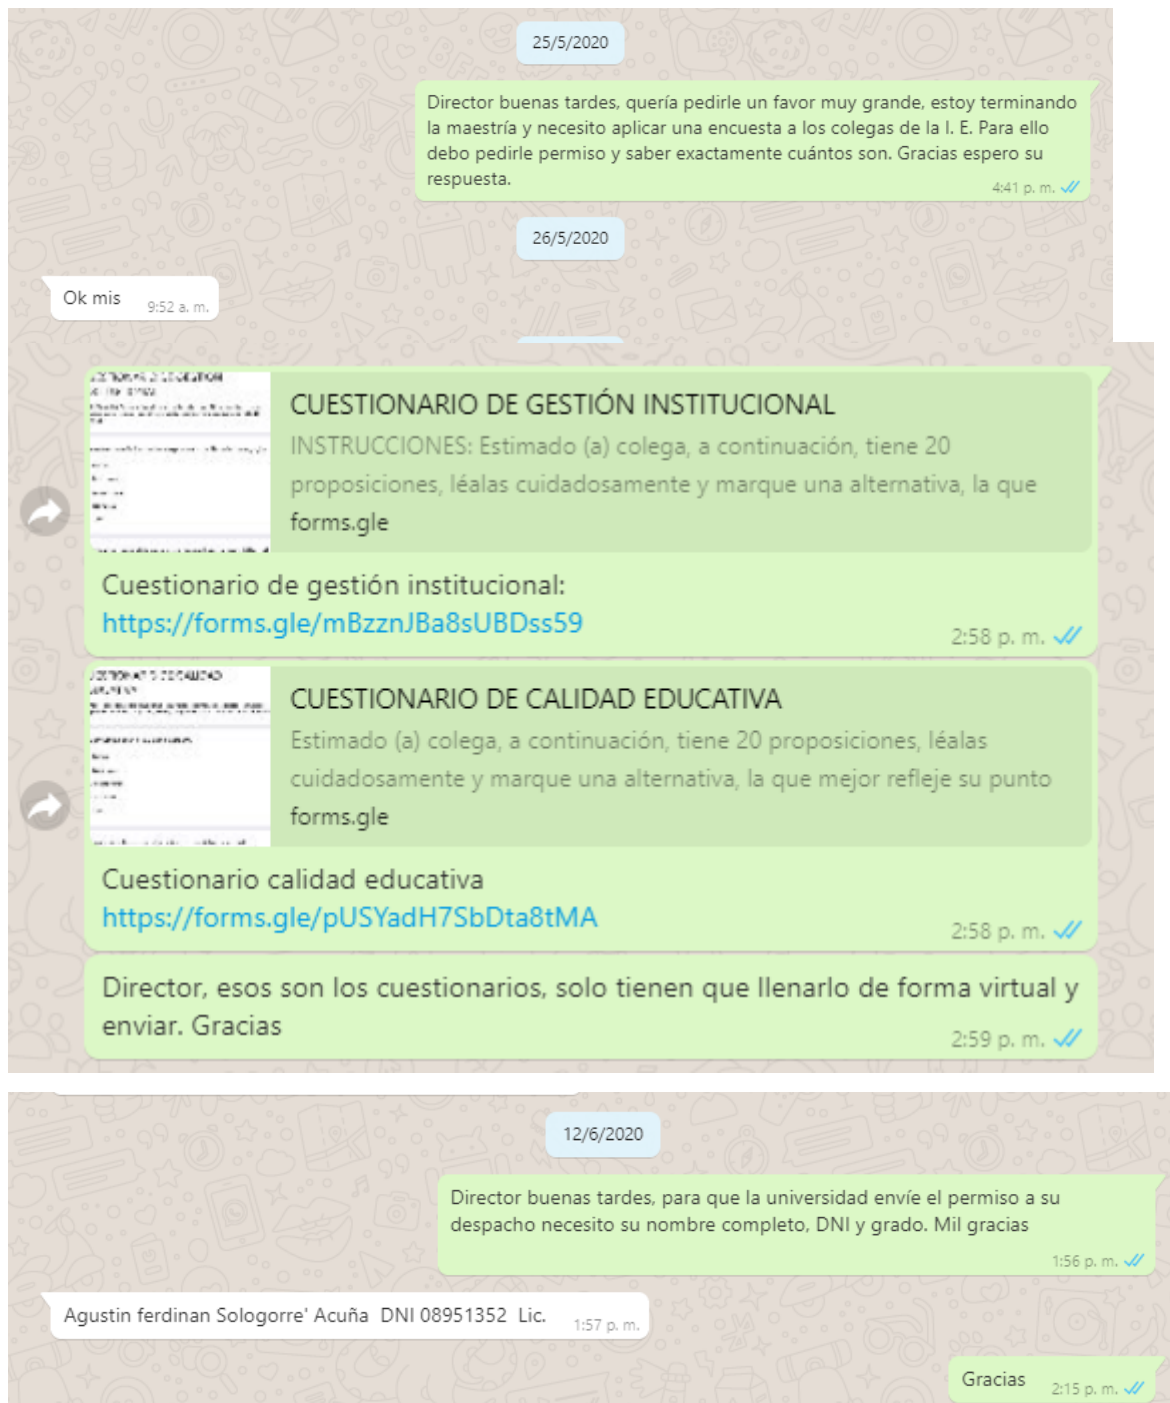 25/5/2020
Director buenas tardes, quería pedirle un favor muy grande, estoy terminando
la maestría y necesito aplicar una encuesta a los colegas de la I. E. Para ello
debo pedirle permiso y saber exactamente cuántos son. Gracias espero su
respuesta.
4:41 p. m.
26/5/2020
Ok mis
9:52 a. m.
CUESTIONARIO DE GESTIÓN INSTITUCIONAL
INSTRUCCIONES: Estimado (a) colega, a continuación, tiene 20
proposiciones, léalas cuidadosamente y marque una alternativa, la que
forms.gle
Cuestionario de gestión institucional:
https://forms.gle/mBzznJBa8sUBDss59
2:58 p. m.
CUESTIONARIO DE CALIDAD EDUCATIVA
Estimado (a) colega, a continuación, tiene 20 proposiciones, léalas
cuidadosamente y marque una alternativa, la que mejor refleje su punto
forms.gle
Cuestionario calidad educativa
https://forms.gle/pUSYadH7SbDta8tMA
2:58 p. m.
Director, esos son los cuestionarios, solo tienen que llenarlo de forma virtual y
enviar. Gracias
2:59 p. m.
12/6/2020
Director buenas tardes, para que la universidad envíe el permiso a su
despacho necesito su nombre completo, DNI y grado. Mil gracias
1:56 p. m.
Agustin ferdinan Sologorre' Acuña  DNI 08951352  Lic.
1:57 p. m.
Gracias
2:15 p. m.